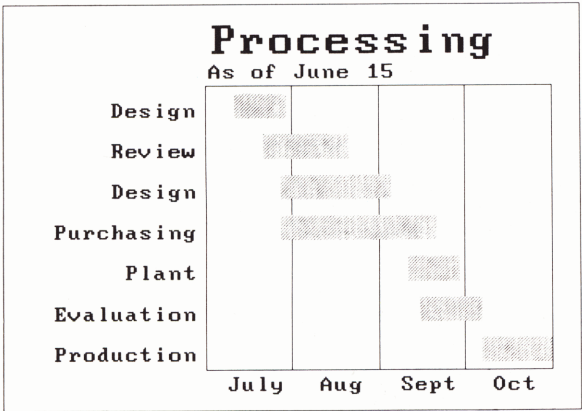 Processing
As of June 15
Design
Review
Design
Purchasing
Plant
Evaluation
Production
July Aug Sept Oct